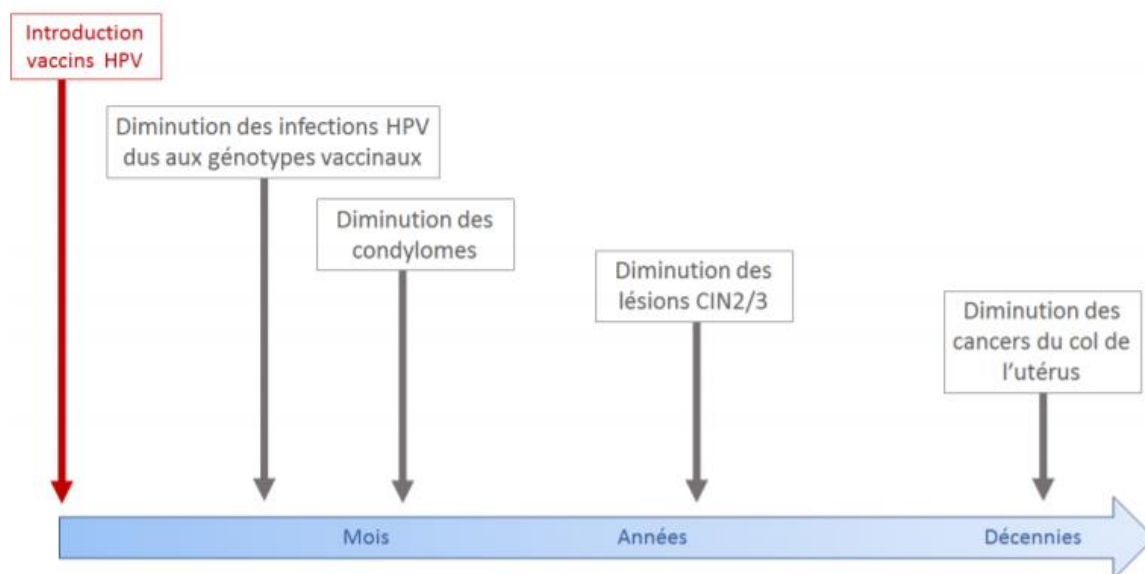 Introduction
vaccins HPV
Diminution des infections HPV
dus aux génotypes vaccinaux
Diminution des
condylomes
Diminution des
lésions CIN2/3
Diminution des
cancers du col de
l'utérus
Mois
Années
Décennies